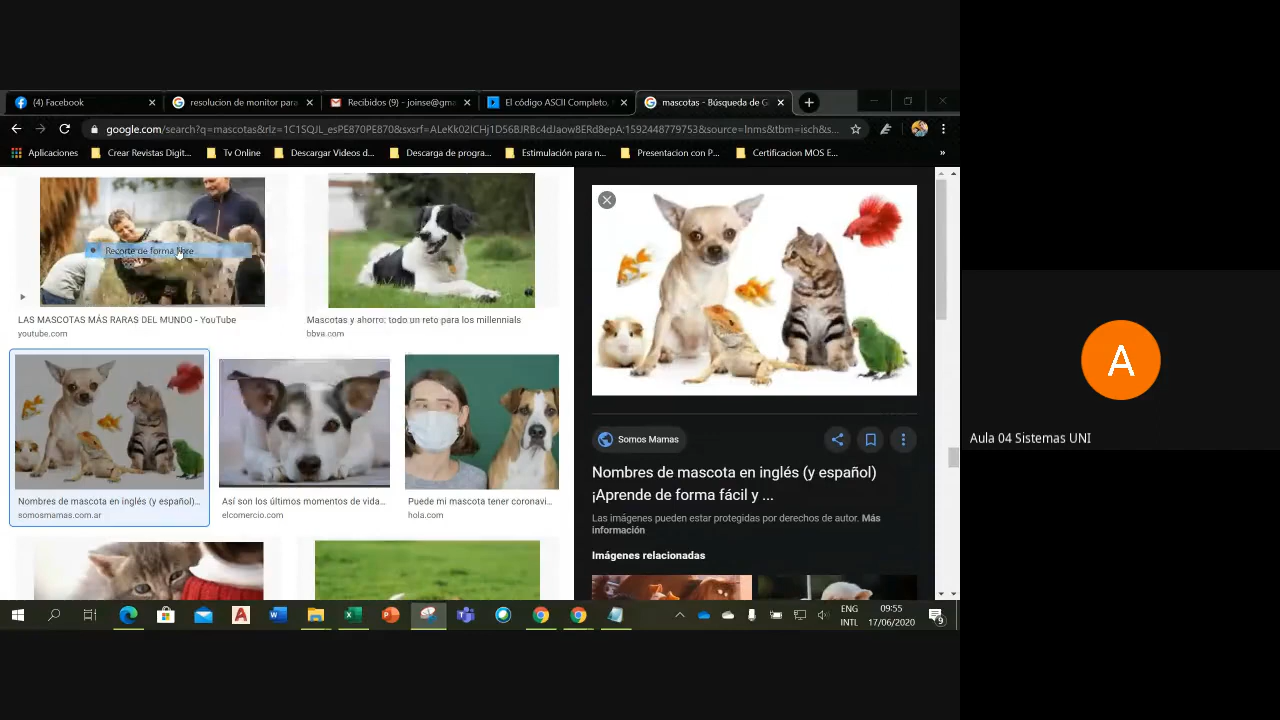 (4) Facebook
resolucion de monitor para
Recibidos (9) - joinse@gma
El código ASCII Completo,
mascotas - Búsqueda de G
google.com/search?q=mascotas&rlz=1C1SQJL_esPE870PE870&sxsrf=ALeKk02ICHj1D56BJRBc4dJaow8ERd8epA:1592448779753&source=lnms&tbm=isch&s...
Aplicaciones
Crear Revistas Digit...
Tv Online
Descargar Videos d...
Descarga de progra...
Estimulación para n...
Presentacion con P...
Certificacion MOS E...
»
Recorte de forma libre
LAS MASCOTAS MÁS RARAS DEL MUNDO - YouTube
youtube.com
Mascotas y ahorro: todo un reto para los millennials
bbva.com
Nombres de mascota en inglés (y español)...
somosmamas.com.ar
Así son los últimos momentos de vida...
elcomercio.com
Puede mi mascota tener coronavi...
hola.com
Somos Mamas
Nombres de mascota en inglés (y español)
¡Aprende de forma fácil y ...
Las imágenes pueden estar protegidas por derechos de autor. Más
información
Imágenes relacionadas
ENG
INTL
09:55
17/06/2020
9
A
Aula 04 Sistemas UNI